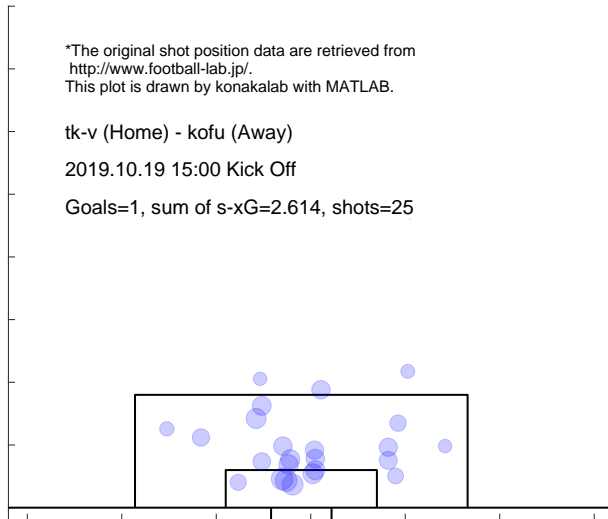 *The original shot position data are retrieved from
http://www.football-lab.jp/.
This plot is drawn by konakalab with MATLAB.
tk-v (Home) - kofu (Away)
2019.10.19 15:00 Kick Off
Goals=1, sum of s-xG=2.614, shots=25